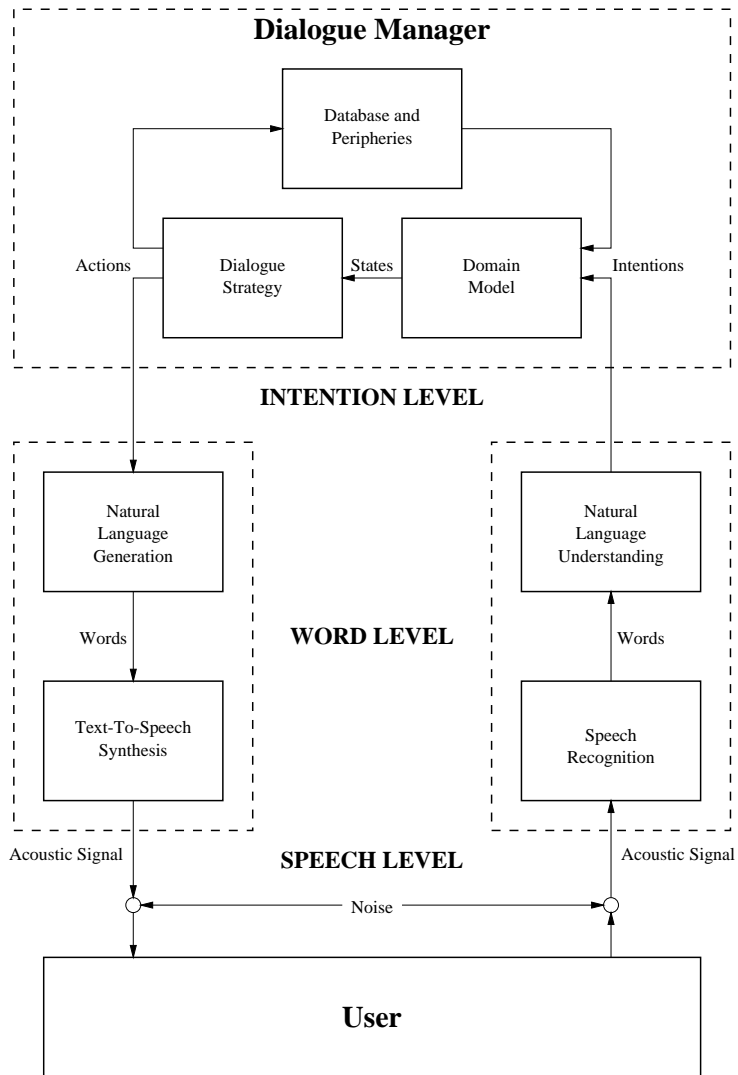 Dialogue Manager
Database and
Peripheries
Actions
Dialogue
Strategy
States
Domain
Model
Intentions
INTENTION LEVEL
Natural
Language
Generation
Natural
Language
Understanding
Words
WORD LEVEL
Words
Text-To-Speech
Synthesis
Speech
Recognition
Acoustic Signal
SPEECH LEVEL
Acoustic Signal
Noise
User